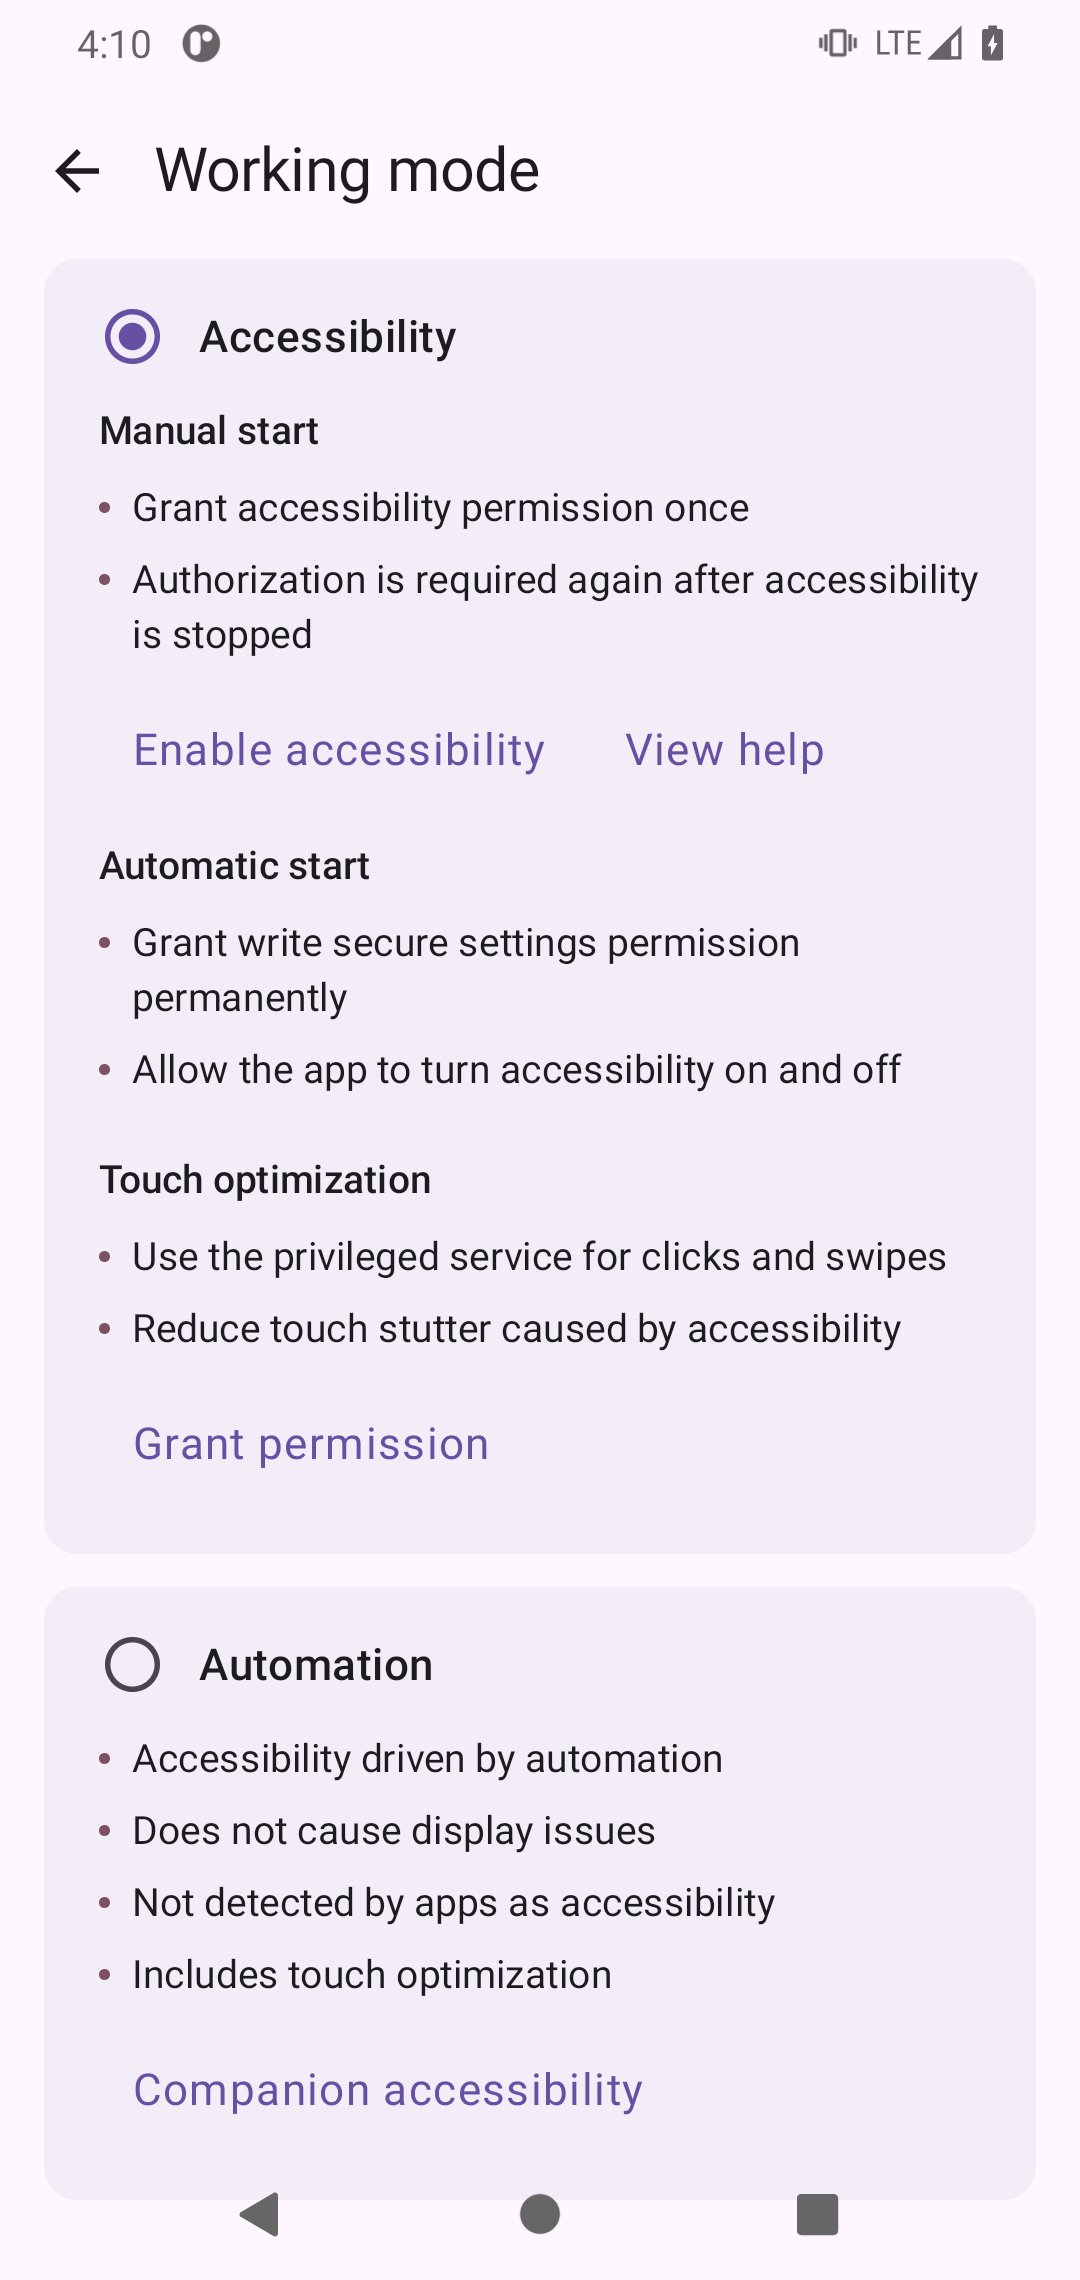 4:10
LTE
Working mode
Accessibility
Manual start
• Grant accessibility permission once
• Authorization is required again after accessibility
is stopped
Enable accessibility View help
Automatic start
• Grant write secure settings permission
permanently
• Allow the app to turn accessibility on and off
Touch optimization
• Use the privileged service for clicks and swipes
• Reduce touch stutter caused by accessibility
Grant permission
Automation
• Accessibility driven by automation
• Does not cause display issues
• Not detected by apps as accessibility
• Includes touch optimization
Companion accessibility